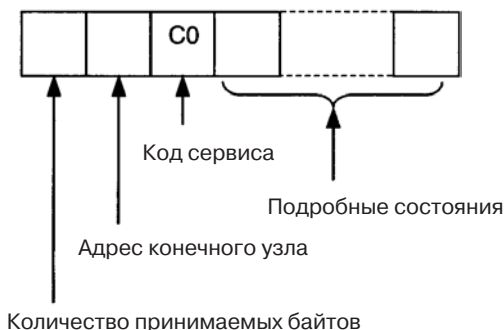 C0
Код сервиса
Подробные состояния
Адрес конечного узла
Количество принимаемых байтов